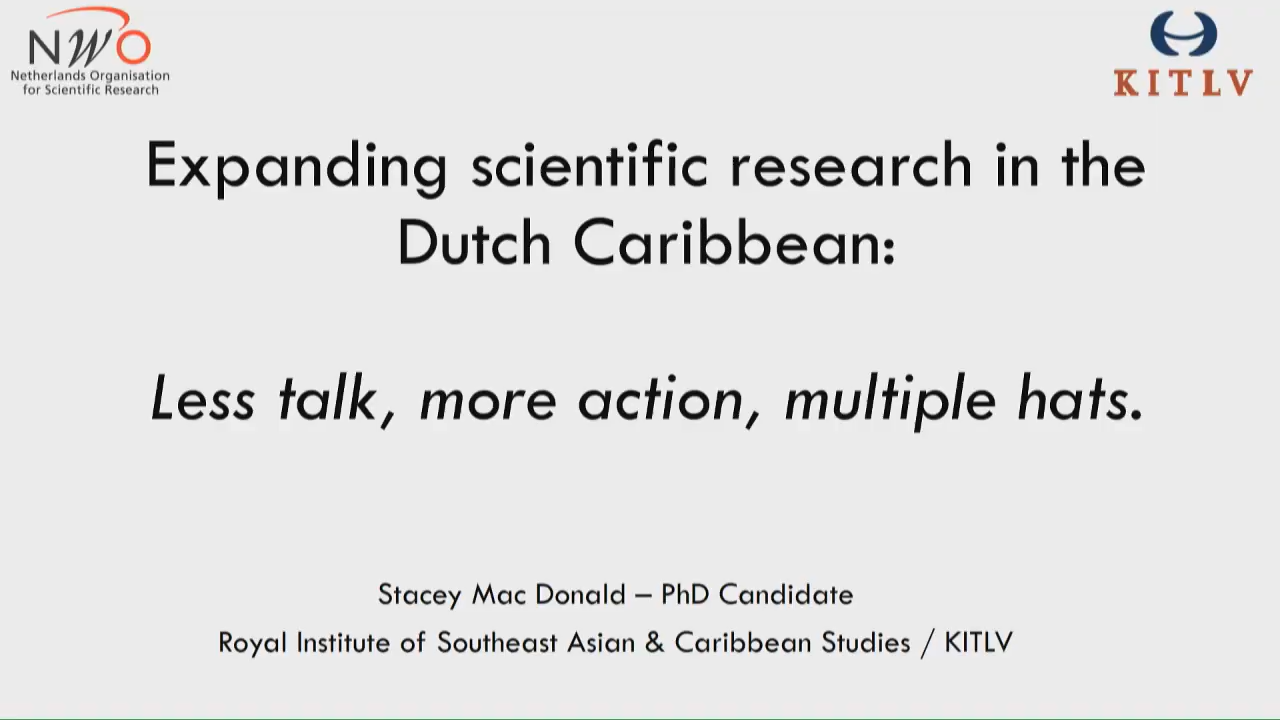 NWO
Netherlands Organisation
for Scientific Research
KITLV
Expanding scientific research in the
Dutch Caribbean:
Less talk, more action, multiple hats.
Stacey Mac Donald – PhD Candidate
Royal Institute of Southeast Asian & Caribbean Studies / KITLV